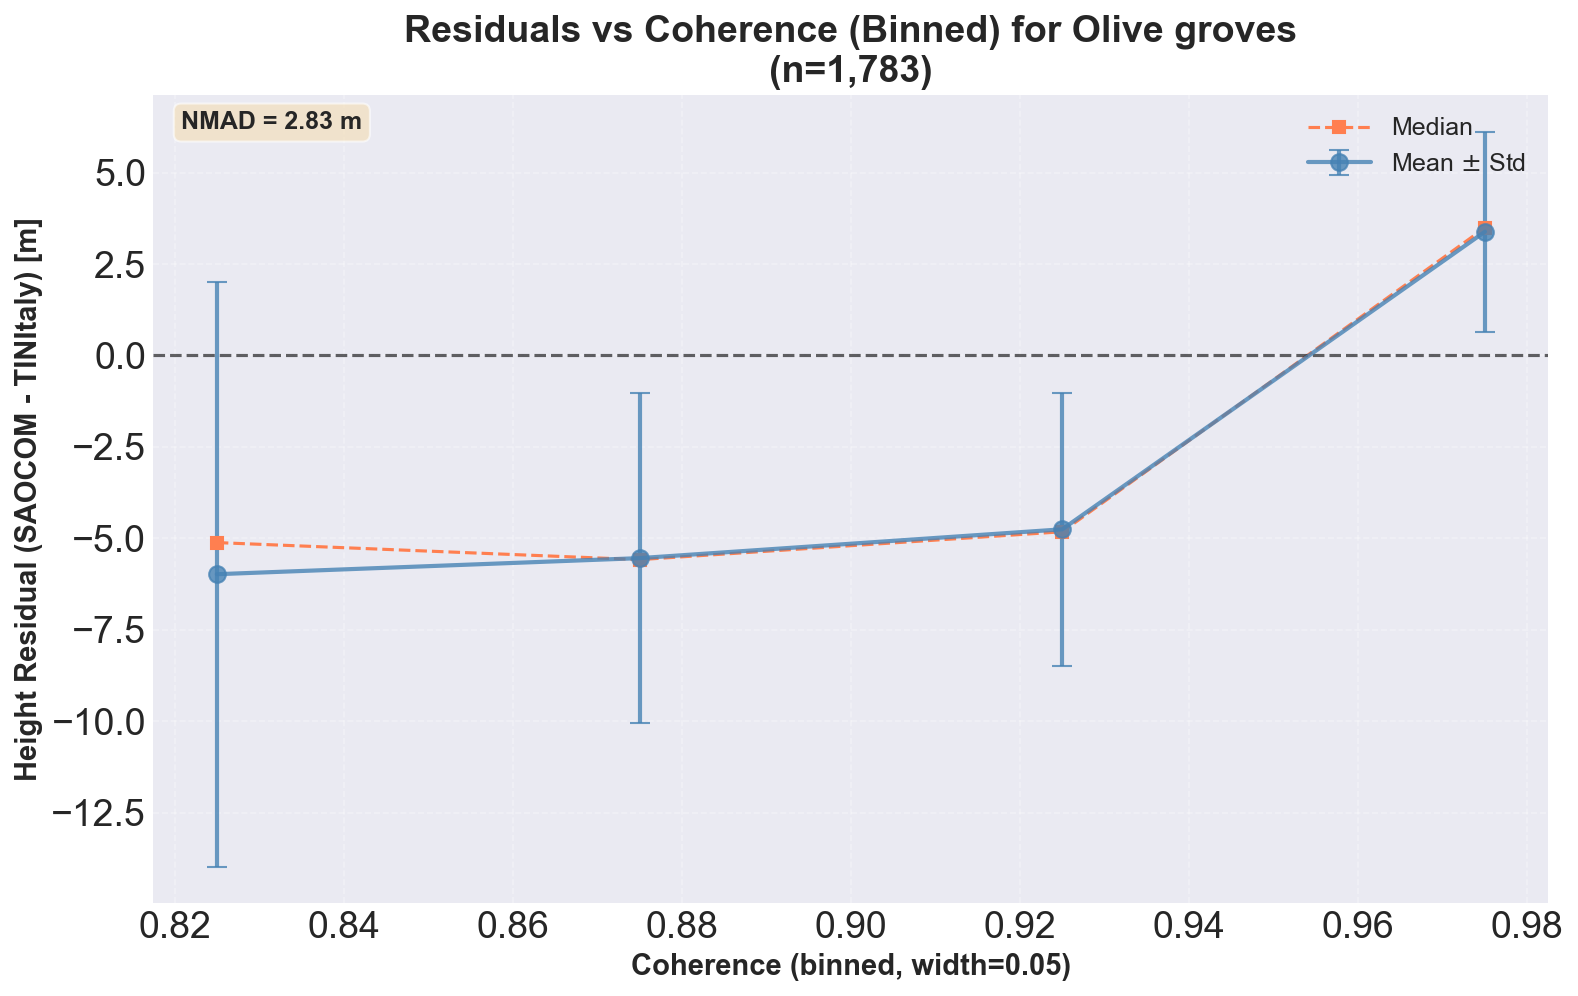 Residuals vs Coherence (Binned) for Olive groves
(n=1,783)
NMAD = 2.83 m
Median
Mean ± Std
Height Residual (SAOCOM - TINItaly) [m]
5.0
2.5
0.0
−2.5
−5.0
−7.5
−10.0
−12.5
0.82 0.84 0.86 0.88 0.90 0.92 0.94 0.96 0.98
Coherence (binned, width=0.05)